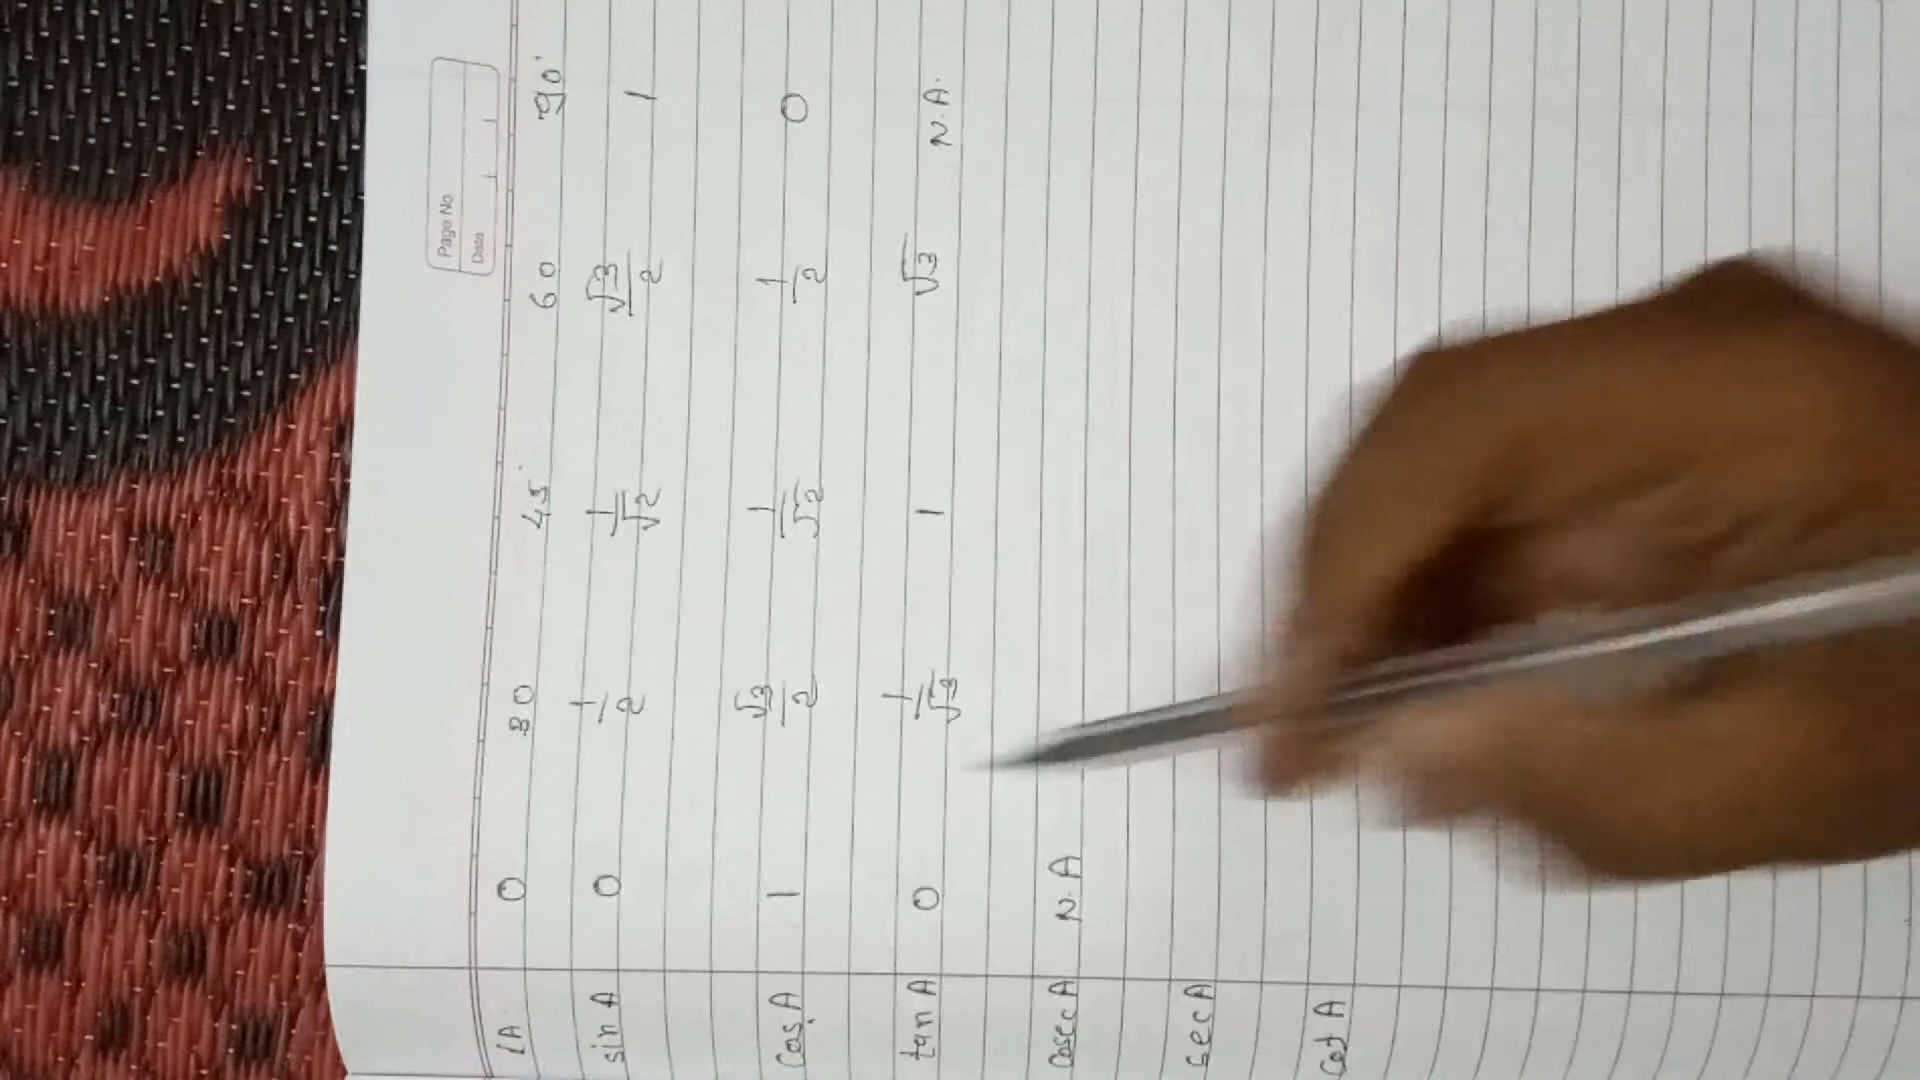 Page No.
Date
∠A 0 30 45° 60 90°
sin A 0 1/2 1/√2 √3/2 1
Cos A 1 √3/2 1/√2 1/2 0
tan A 0 1/√3 1 √3 N.A.
Cosec A N.A
Sec A
Cot A